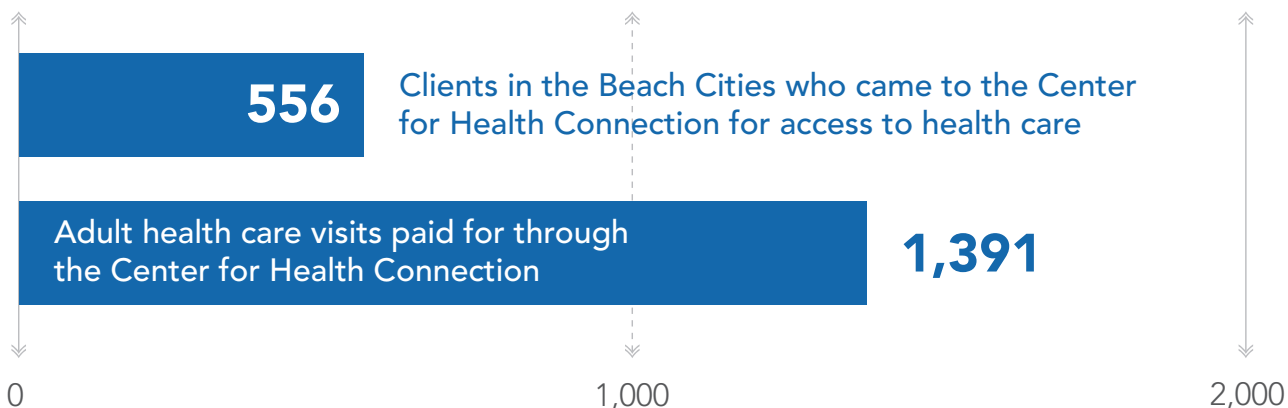 556
Clients in the Beach Cities who came to the Center
for Health Connection for access to health care
Adult health care visits paid for through
the Center for Health Connection
1,391
0
1,000
2,000